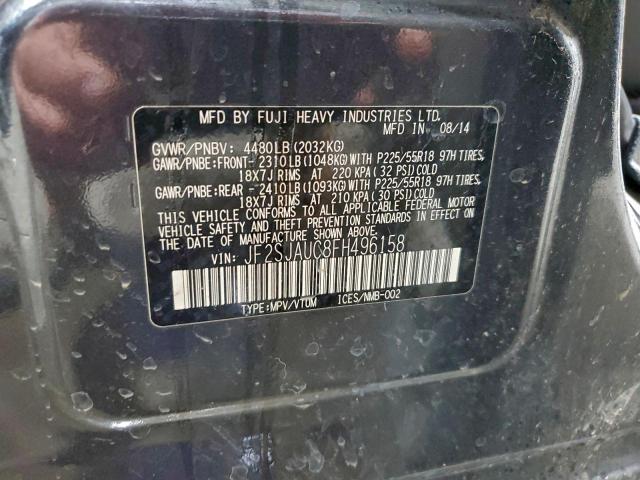 MFD BY FUJI HEAVY INDUSTRIES LTD.
MFD IN 08/14
GVWR/PNBV: 4480LB(2032KG)
GAWR/PNBE:FRONT- 2310LB(1048KG)WITH P225/55R18 97H TIRES,
18X7J RIMS AT 220 KPA(32 PSI)COLD
GAWR/PNBE:REAR -2410LB(1093KG)WITH P225/55R18 97H TIRES,
18X7J RIMS AT 210 KPA(30 PSI)COLD
THIS VEHICLE CONFORMS TO ALL APPLICABLE FEDERAL MOTOR
VEHICLE SAFETY AND BUMPER STANDARDS IN EFFECT ON THE
DATE OF MANUFACTURE SHOWN ABOVE.
VIN: JF2SJAUC8FH496158
TYPE:MPV/VTUM ICES/NMB-002